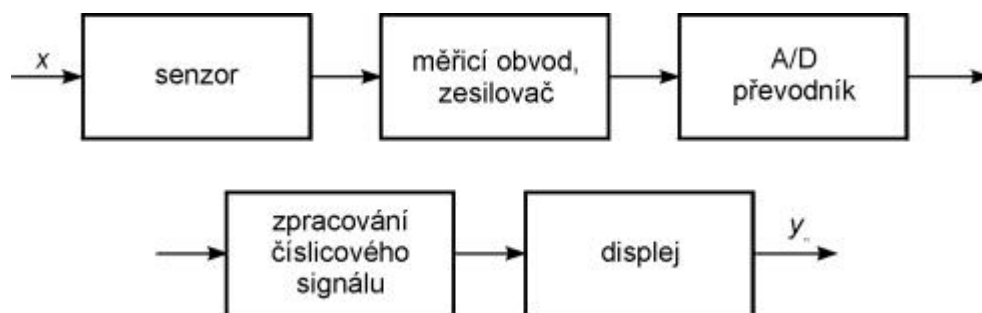 x
senzor
měřicí obvod,
zesilovač
A/D
převodník
zpracování
číslicového
signálu
displej
y